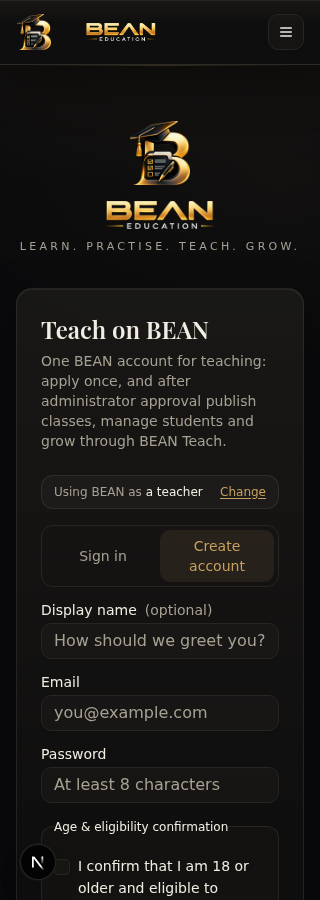 B
BEAN
EDUCATION
B
BEAN
EDUCATION
LEARN. PRACTISE. TEACH. GROW.
Teach on BEAN
One BEAN account for teaching:
apply once, and after
administrator approval publish
classes, manage students and
grow through BEAN Teach.
Using BEAN as a teacher Change
Sign in
Create
account
Display name (optional)
How should we greet you?
Email
you@example.com
Password
At least 8 characters
Age & eligibility confirmation
I confirm that I am 18 or
older and eligible to
N